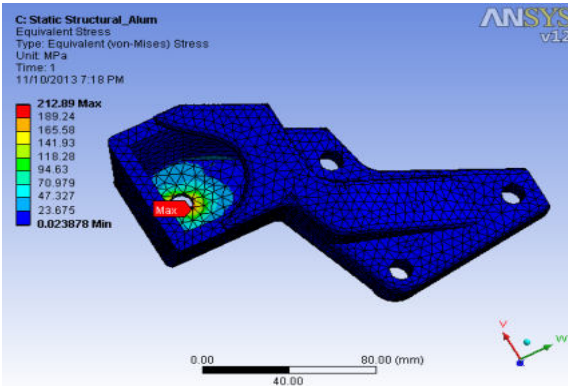 C: Static Structural_Alum
Equivalent Stress
Type: Equivalent (von-Mises) Stress
Unit: MPa
Time: 1
11/10/2013 7:18 PM
ANSYS
v12
212.89 Max
189.24
165.58
141.93
118.28
94.63
70.979
47.327
23.675
0.023878 Min
Max
0.00 80.00 (mm)
40.00
V
W